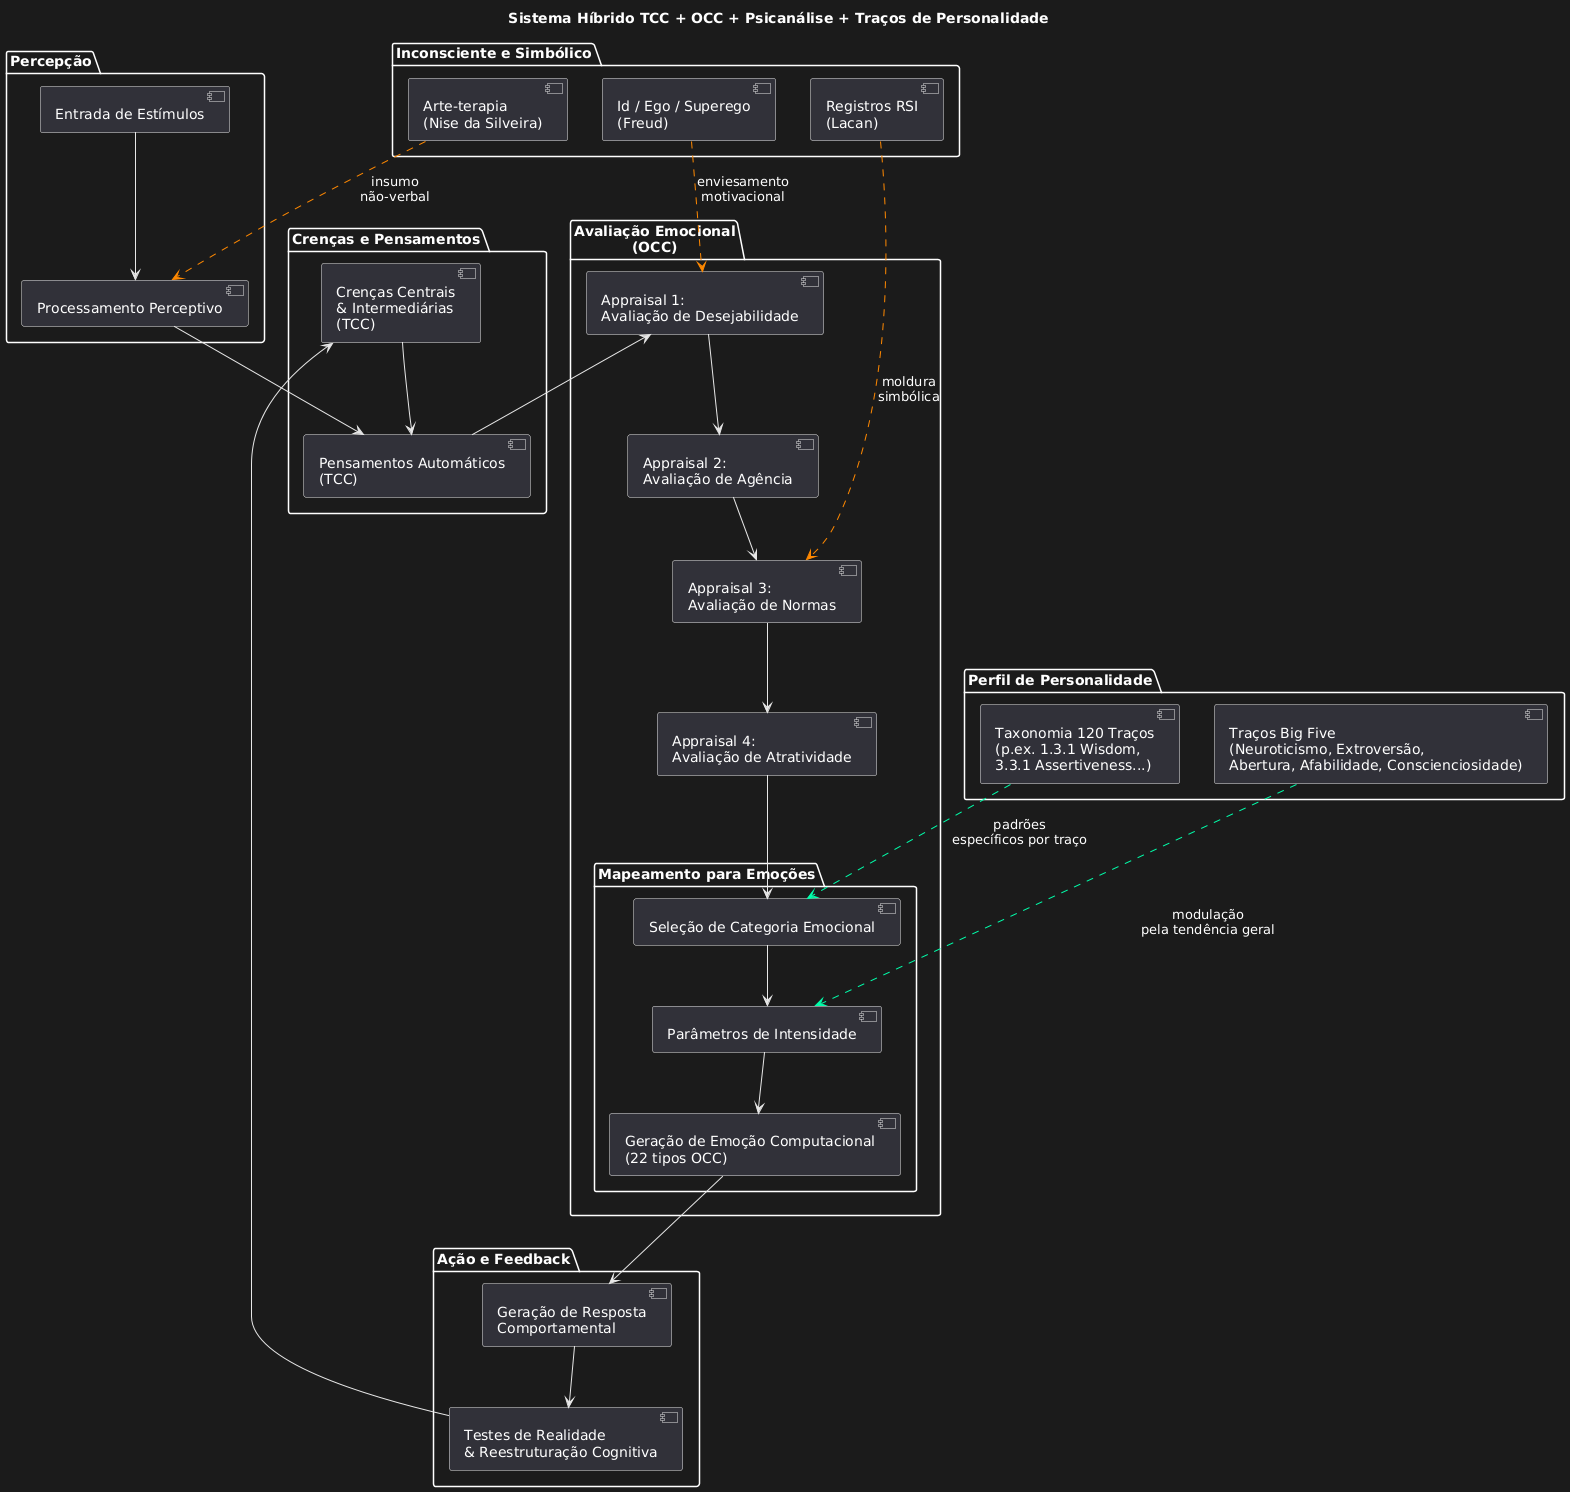 Sistema Híbrido TCC + OCC + Psicanálise + Traços de Personalidade
Percepção
Entrada de Estímulos
Processamento Perceptivo
Inconsciente e Simbólico
Arte-terapia
(Nise da Silveira)
Id / Ego / Superego
(Freud)
Registros RSI
(Lacan)
insumo
não-verbal
enviesamento
motivacional
moldura
simbólica
Crenças e Pensamentos
Crenças Centrais
& Intermediárias
(TCC)
Pensamentos Automáticos
(TCC)
Avaliação Emocional
(OCC)
Appraisal 1:
Avaliação de Desejabilidade
Appraisal 2:
Avaliação de Agência
Appraisal 3:
Avaliação de Normas
Appraisal 4:
Avaliação de Atratividade
Perfil de Personalidade
Taxonomia 120 Traços
(p.ex. 1.3.1 Wisdom,
3.3.1 Assertiveness...)
Traços Big Five
(Neuroticismo, Extroversão,
Abertura, Afabilidade, Conscienciosidade)
padrões
específicos por traço
modulação
pela tendência geral
Mapeamento para Emoções
Seleção de Categoria Emocional
Parâmetros de Intensidade
Geração de Emoção Computacional
(22 tipos OCC)
Ação e Feedback
Geração de Resposta
Comportamental
Testes de Realidade
& Reestruturação Cognitiva